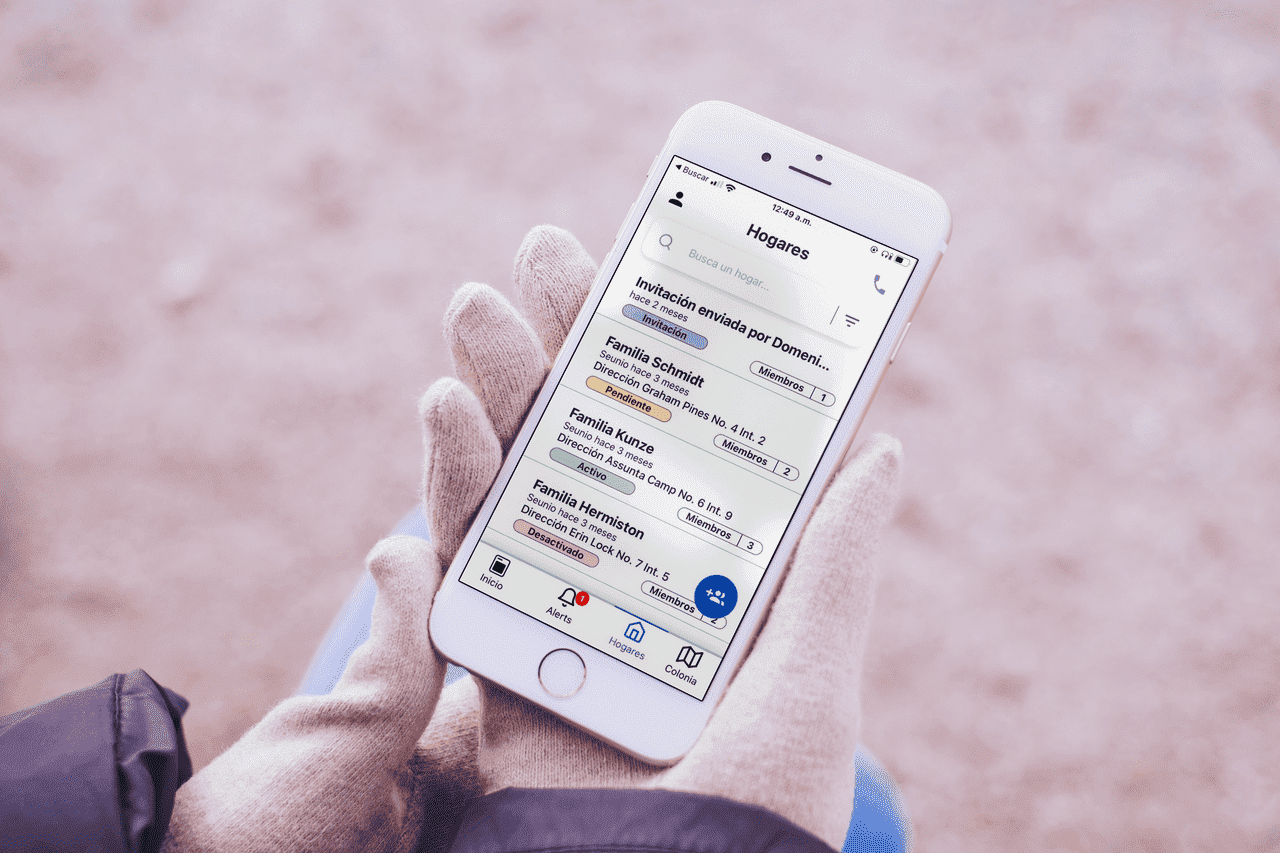 Buscar
12:49 a.m.
Hogares
Busca un hogar...
Invitación enviada por Domeni...
hace 2 meses
Invitación
Miembros 1
Familia Schmidt
Seunio hace 3 meses
Dirección Graham Pines No. 4 Int. 2
Pendiente
Miembros 2
Familia Kunze
Seunio hace 3 meses
Dirección Assunta Camp No. 6 Int. 9
Activo
Miembros 3
Familia Hermiston
Seunio hace 3 meses
Dirección Erin Lock No. 7 Int. 5
Desactivado
Miembros 2
Inicio
1
Alerts
Hogares
Colonia